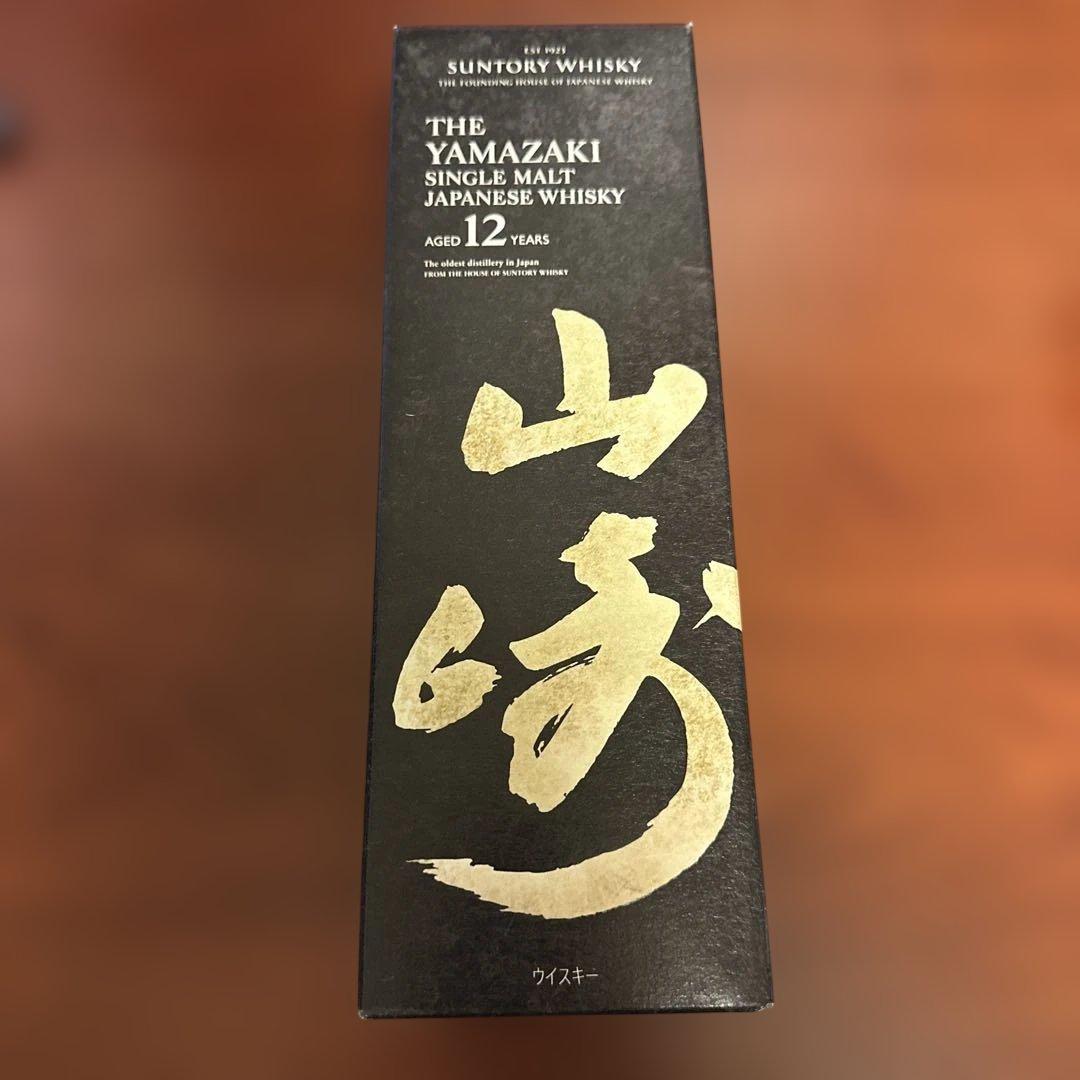 EST 1923
SUNTORY WHISKY
THE FOUNDING HOUSE OF JAPANESE WHISKY
THE
YAMAZAKI
SINGLE MALT
JAPANESE WHISKY
AGED 12 YEARS
The oldest distillery in Japan
FROM THE HOUSE OF SUNTORY WHISKY
山
崎
ウイスキー